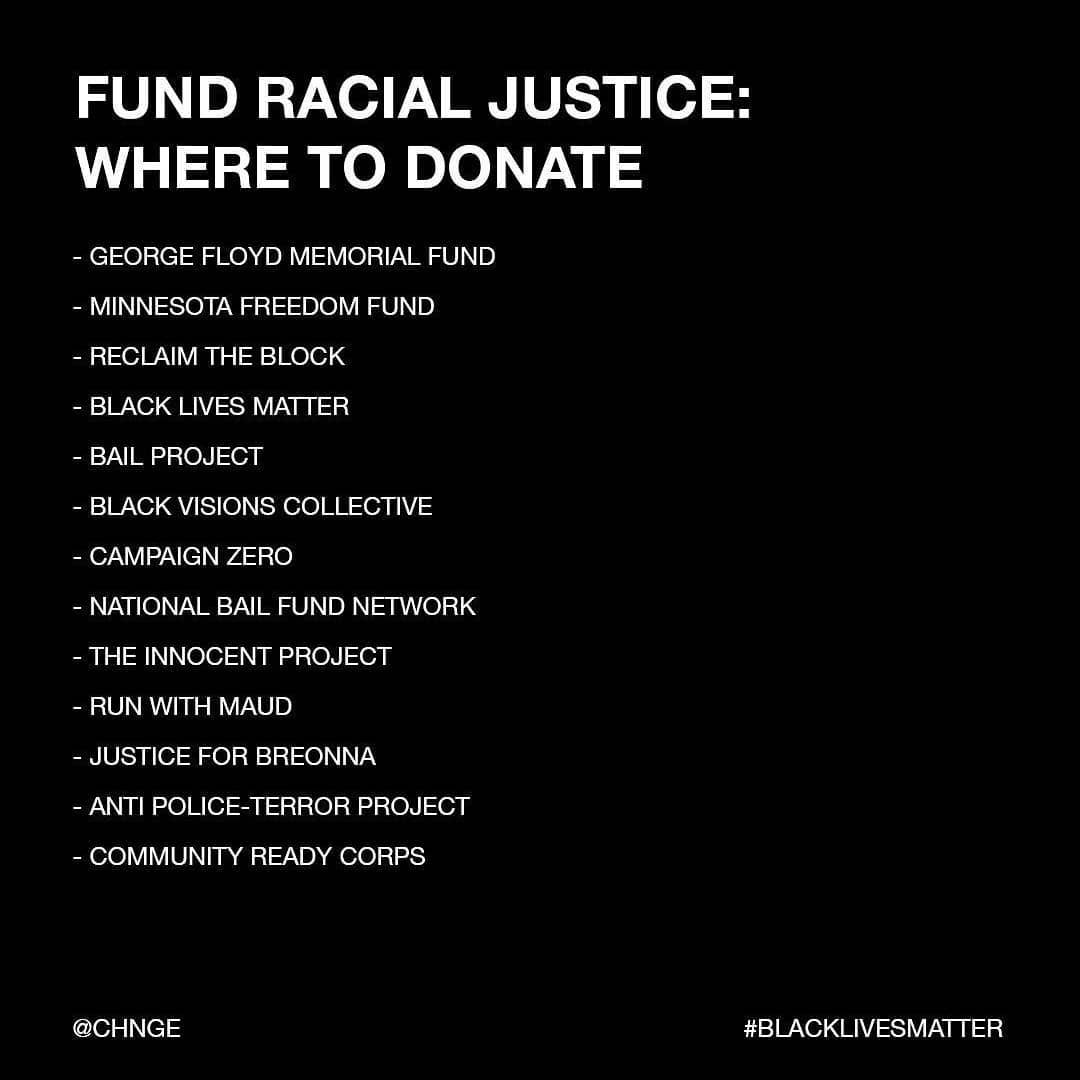 FUND RACIAL JUSTICE:
WHERE TO DONATE
- GEORGE FLOYD MEMORIAL FUND
- MINNESOTA FREEDOM FUND
- RECLAIM THE BLOCK
- BLACK LIVES MATTER
- BAIL PROJECT
- BLACK VISIONS COLLECTIVE
- CAMPAIGN ZERO
- NATIONAL BAIL FUND NETWORK
- THE INNOCENT PROJECT
- RUN WITH MAUD
- JUSTICE FOR BREONNA
- ANTI POLICE-TERROR PROJECT
- COMMUNITY READY CORPS
@CHNGE
#BLACKLIVESMATTER